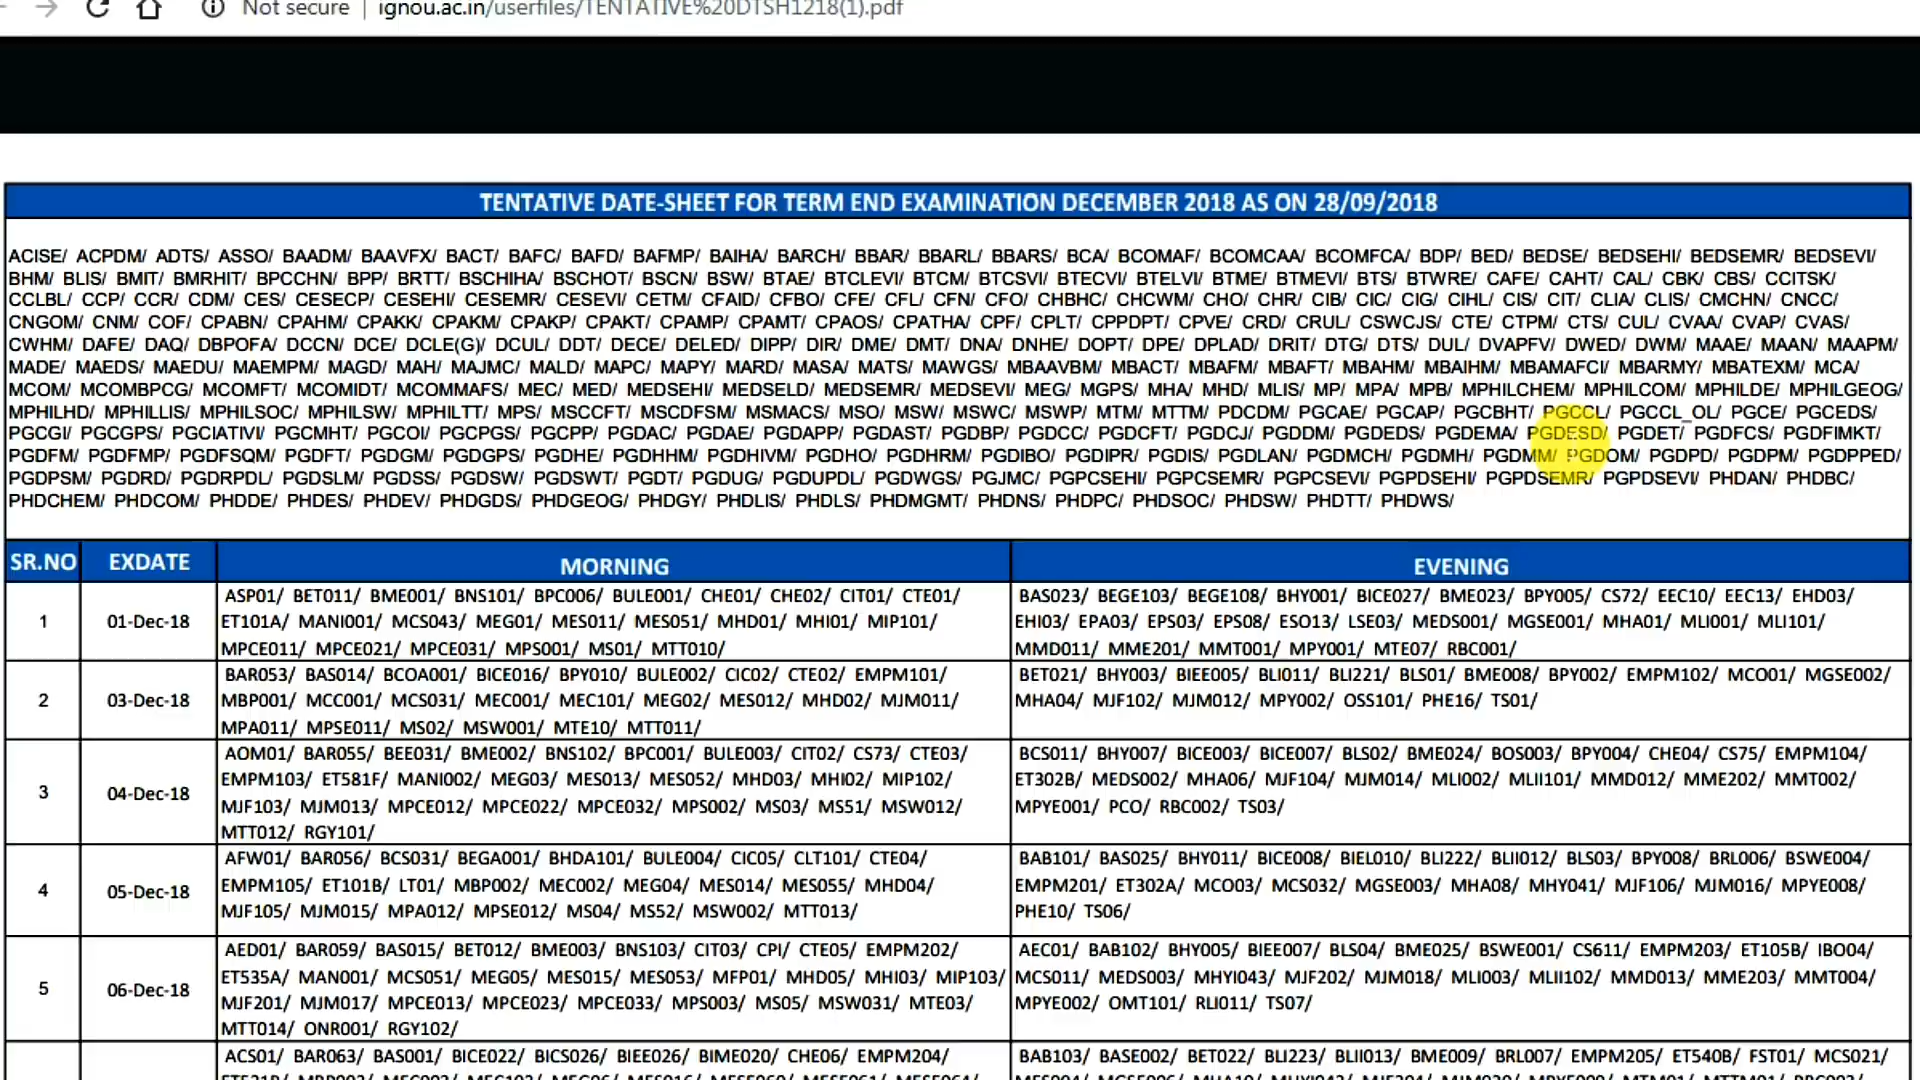 Not secure | ignou.ac.in/userfiles/TENTATIVE%20DTSH1218(1).pdf
TENTATIVE DATE-SHEET FOR TERM END EXAMINATION DECEMBER 2018 AS ON 28/09/2018
ACISE/ ACPDM/ ADTS/ ASSO/ BAADM/ BAAVFX/ BACT/ BAFC/ BAFD/ BAFMP/ BAIHA/ BARCH/ BBAR/ BBARL/ BBARS/ BCA/ BCOMAF/ BCOMCAA/ BCOMFCA/ BDP/ BED/ BEDSE/ BEDSEHI/ BEDSEMR/ BEDSEVI/
BHM/ BLIS/ BMIT/ BMRHIT/ BPCCHN/ BPP/ BRTT/ BSCHIHA/ BSCHOT/ BSCN/ BSW/ BTAE/ BTCLEVI/ BTCM/ BTCSVI/ BTECVI/ BTELVI/ BTME/ BTMEVI/ BTS/ BTWRE/ CAFE/ CAHT/ CAL/ CBK/ CBS/ CCITSK/
CCLBL/ CCP/ CCR/ CDM/ CES/ CESECP/ CESEHI/ CESEMR/ CESEVI/ CETM/ CFAID/ CFBO/ CFE/ CFL/ CFN/ CFO/ CHBHC/ CHCWM/ CHO/ CHR/ CIB/ CIC/ CIG/ CIHL/ CIS/ CIT/ CLIA/ CLIS/ CMCHN/ CNCC/
CNGOM/ CNM/ COF/ CPABN/ CPAHM/ CPAKK/ CPAKM/ CPAKP/ CPAKT/ CPAMP/ CPAMT/ CPAOS/ CPATHA/ CPF/ CPLT/ CPPDPT/ CPVE/ CRD/ CRUL/ CSWCJS/ CTE/ CTPM/ CTS/ CUL/ CVAA/ CVAP/ CVAS/
CWHM/ DAFE/ DAQ/ DBPOFA/ DCCN/ DCE/ DCLE(G)/ DCUL/ DDT/ DECE/ DELED/ DIPP/ DIR/ DME/ DMT/ DNA/ DNHE/ DOPT/ DPE/ DPLAD/ DRIT/ DTG/ DTS/ DUL/ DVAPFV/ DWED/ DWM/ MAAE/ MAAN/ MAAPM/
MADE/ MAEDS/ MAEDU/ MAEMPM/ MAGD/ MAH/ MAJMC/ MALD/ MAPC/ MAPY/ MARD/ MASA/ MATS/ MAWGS/ MBAAVBM/ MBACT/ MBAFM/ MBAFT/ MBAHM/ MBAIHM/ MBAMAFCI/ MBARMY/ MBATEXM/ MCA/
MCOM/ MCOMBPCG/ MCOMFT/ MCOMIDT/ MCOMMAFS/ MEC/ MED/ MEDSEHI/ MEDSELD/ MEDSEMR/ MEDSEVI/ MEG/ MGPS/ MHA/ MHD/ MLIS/ MP/ MPA/ MPB/ MPHILCHEM/ MPHILCOM/ MPHILDE/ MPHILGEOG/
MPHILHD/ MPHILLIS/ MPHILSOC/ MPHILSW/ MPHILTT/ MPS/ MSCCFT/ MSCDFSM/ MSMACS/ MSO/ MSW/ MSWC/ MSWP/ MTM/ MTTM/ PDCDM/ PGCAE/ PGCAP/ PGCBHT/ PGCCL/ PGCCL_OL/ PGCE/ PGCEDS/
PGCGI/ PGCGPS/ PGCIATIVI/ PGCMHT/ PGCOI/ PGCPGS/ PGCPP/ PGDAC/ PGDAE/ PGDAPP/ PGDAST/ PGDBP/ PGDCC/ PGDCFT/ PGDCJ/ PGDDM/ PGDEDS/ PGDEMA/ PGDESD/ PGDET/ PGDFCS/ PGDFIMKT/
PGDFM/ PGDFMP/ PGDFSQM/ PGDFT/ PGDGM/ PGDGPS/ PGDHE/ PGDHHM/ PGDHIVM/ PGDHO/ PGDHRM/ PGDIBO/ PGDIPR/ PGDIS/ PGDLAN/ PGDMCH/ PGDMH/ PGDMM/ PGDOM/ PGDPD/ PGDPM/ PGDPPED/
PGDPSM/ PGDRD/ PGDRPDL/ PGDSLM/ PGDSS/ PGDSW/ PGDSWT/ PGDT/ PGDUG/ PGDUPDL/ PGDWGS/ PGJMC/ PGPCSEHI/ PGPCSEMR/ PGPCSEVI/ PGPDSEHI/ PGPDSEMR/ PGPDSEVI/ PHDAN/ PHDBC/
PHDCHEM/ PHDCOM/ PHDDE/ PHDES/ PHDEV/ PHDGDS/ PHDGEOG/ PHDGY/ PHDLIS/ PHDLS/ PHDMGMT/ PHDNS/ PHDPC/ PHDSOC/ PHDSW/ PHDTT/ PHDWS/
SR.NO EXDATE MORNING EVENING
1 01-Dec-18
ASP01/ BET011/ BME001/ BNS101/ BPC006/ BULE001/ CHE01/ CHE02/ CIT01/ CTE01/
ET101A/ MANI001/ MCS043/ MEG01/ MES011/ MES051/ MHD01/ MHI01/ MIP101/
MPCE011/ MPCE021/ MPCE031/ MPS001/ MS01/ MTT010/
BAS023/ BEGE103/ BEGE108/ BHY001/ BICE027/ BME023/ BPY005/ CS72/ EEC10/ EEC13/ EHD03/
EHI03/ EPA03/ EPS03/ EPS08/ ESO13/ LSE03/ MEDS001/ MGSE001/ MHA01/ MLI001/ MLI101/
MMD011/ MME201/ MMT001/ MPY001/ MTE07/ RBC001/
2 03-Dec-18
BAR053/ BAS014/ BCOA001/ BICE016/ BPY010/ BULE002/ CIC02/ CTE02/ EMPM101/
MBP001/ MCC001/ MCS031/ MEC001/ MEC101/ MEG02/ MES012/ MHD02/ MJM011/
MPA011/ MPSE011/ MS02/ MSW001/ MTE10/ MTT011/
BET021/ BHY003/ BIEE005/ BLI011/ BLI221/ BLS01/ BME008/ BPY002/ EMPM102/ MCO01/ MGSE002/
MHA04/ MJF102/ MJM012/ MPY002/ OSS101/ PHE16/ TS01/
3 04-Dec-18
AOM01/ BAR055/ BEE031/ BME002/ BNS102/ BPC001/ BULE003/ CIT02/ CS73/ CTE03/
EMPM103/ ET581F/ MANI002/ MEG03/ MES013/ MES052/ MHD03/ MHI02/ MIP102/
MJF103/ MJM013/ MPCE012/ MPCE022/ MPCE032/ MPS002/ MS03/ MS51/ MSW012/
MTT012/ RGY101/
BCS011/ BHY007/ BICE003/ BICE007/ BLS02/ BME024/ BOS003/ BPY004/ CHE04/ CS75/ EMPM104/
ET302B/ MEDS002/ MHA06/ MJF104/ MJM014/ MLI002/ MLII101/ MMD012/ MME202/ MMT002/
MPYE001/ PCO/ RBC002/ TS03/
4 05-Dec-18
AFW01/ BAR056/ BCS031/ BEGA001/ BHDA101/ BULE004/ CIC05/ CLT101/ CTE04/
EMPM105/ ET101B/ LT01/ MBP002/ MEC002/ MEG04/ MES014/ MES055/ MHD04/
MJF105/ MJM015/ MPA012/ MPSE012/ MS04/ MS52/ MSW002/ MTT013/
BAB101/ BAS025/ BHY011/ BICE008/ BIEL010/ BLI222/ BLII012/ BLS03/ BPY008/ BRL006/ BSWE004/
EMPM201/ ET302A/ MCO03/ MCS032/ MGSE003/ MHA08/ MHY041/ MJF106/ MJM016/ MPYE008/
PHE10/ TS06/
5 06-Dec-18
AED01/ BAR059/ BAS015/ BET012/ BME003/ BNS103/ CIT03/ CPI/ CTE05/ EMPM202/
ET535A/ MAN001/ MCS051/ MEG05/ MES015/ MES053/ MFP01/ MHD05/ MHI03/ MIP103/
MJF201/ MJM017/ MPCE013/ MPCE023/ MPCE033/ MPS003/ MS05/ MSW031/ MTE03/
MTT014/ ONR001/ RGY102/
AEC01/ BAB102/ BHY005/ BIEE007/ BLS04/ BME025/ BSWE001/ CS611/ EMPM203/ ET105B/ IBO04/
MCS011/ MEDS003/ MHYI043/ MJF202/ MJM018/ MLI003/ MLII102/ MMD013/ MME203/ MMT004/
MPYE002/ OMT101/ RLI011/ TS07/
ACS01/ BAR063/ BAS001/ BICE022/ BICS026/ BIEE026/ BIME020/ CHE06/ EMPM204/
BAB103/ BASE002/ BET022/ BLI223/ BLII013/ BME009/ BRL007/ EMPM205/ ET540B/ FST01/ MCS021/